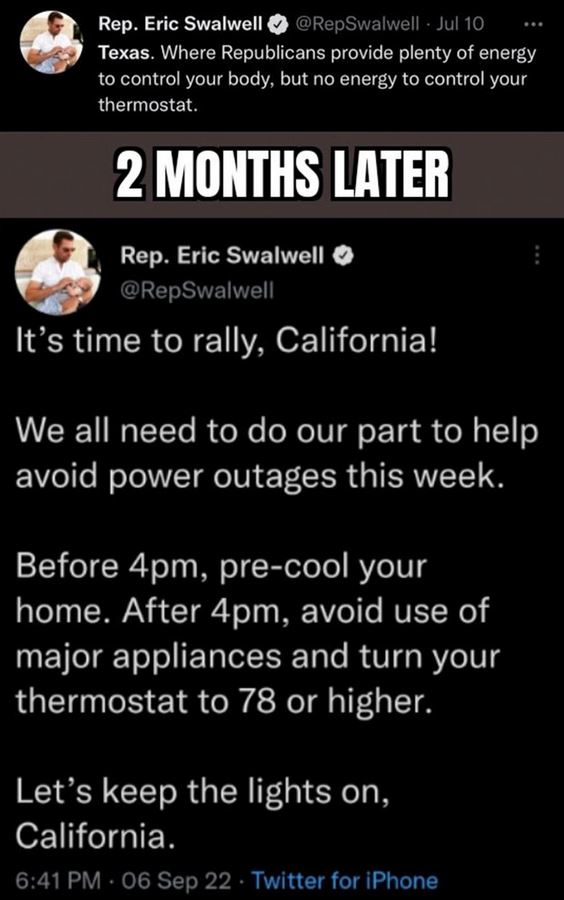 Rep. Eric Swalwell @RepSwalwell · Jul 10
Texas. Where Republicans provide plenty of energy
to control your body, but no energy to control your
thermostat.
2 MONTHS LATER
Rep. Eric Swalwell
@RepSwalwell
It's time to rally, California!
We all need to do our part to help
avoid power outages this week.
Before 4pm, pre-cool your
home. After 4pm, avoid use of
major appliances and turn your
thermostat to 78 or higher.
Let's keep the lights on,
California.
6:41 PM · 06 Sep 22 · Twitter for iPhone